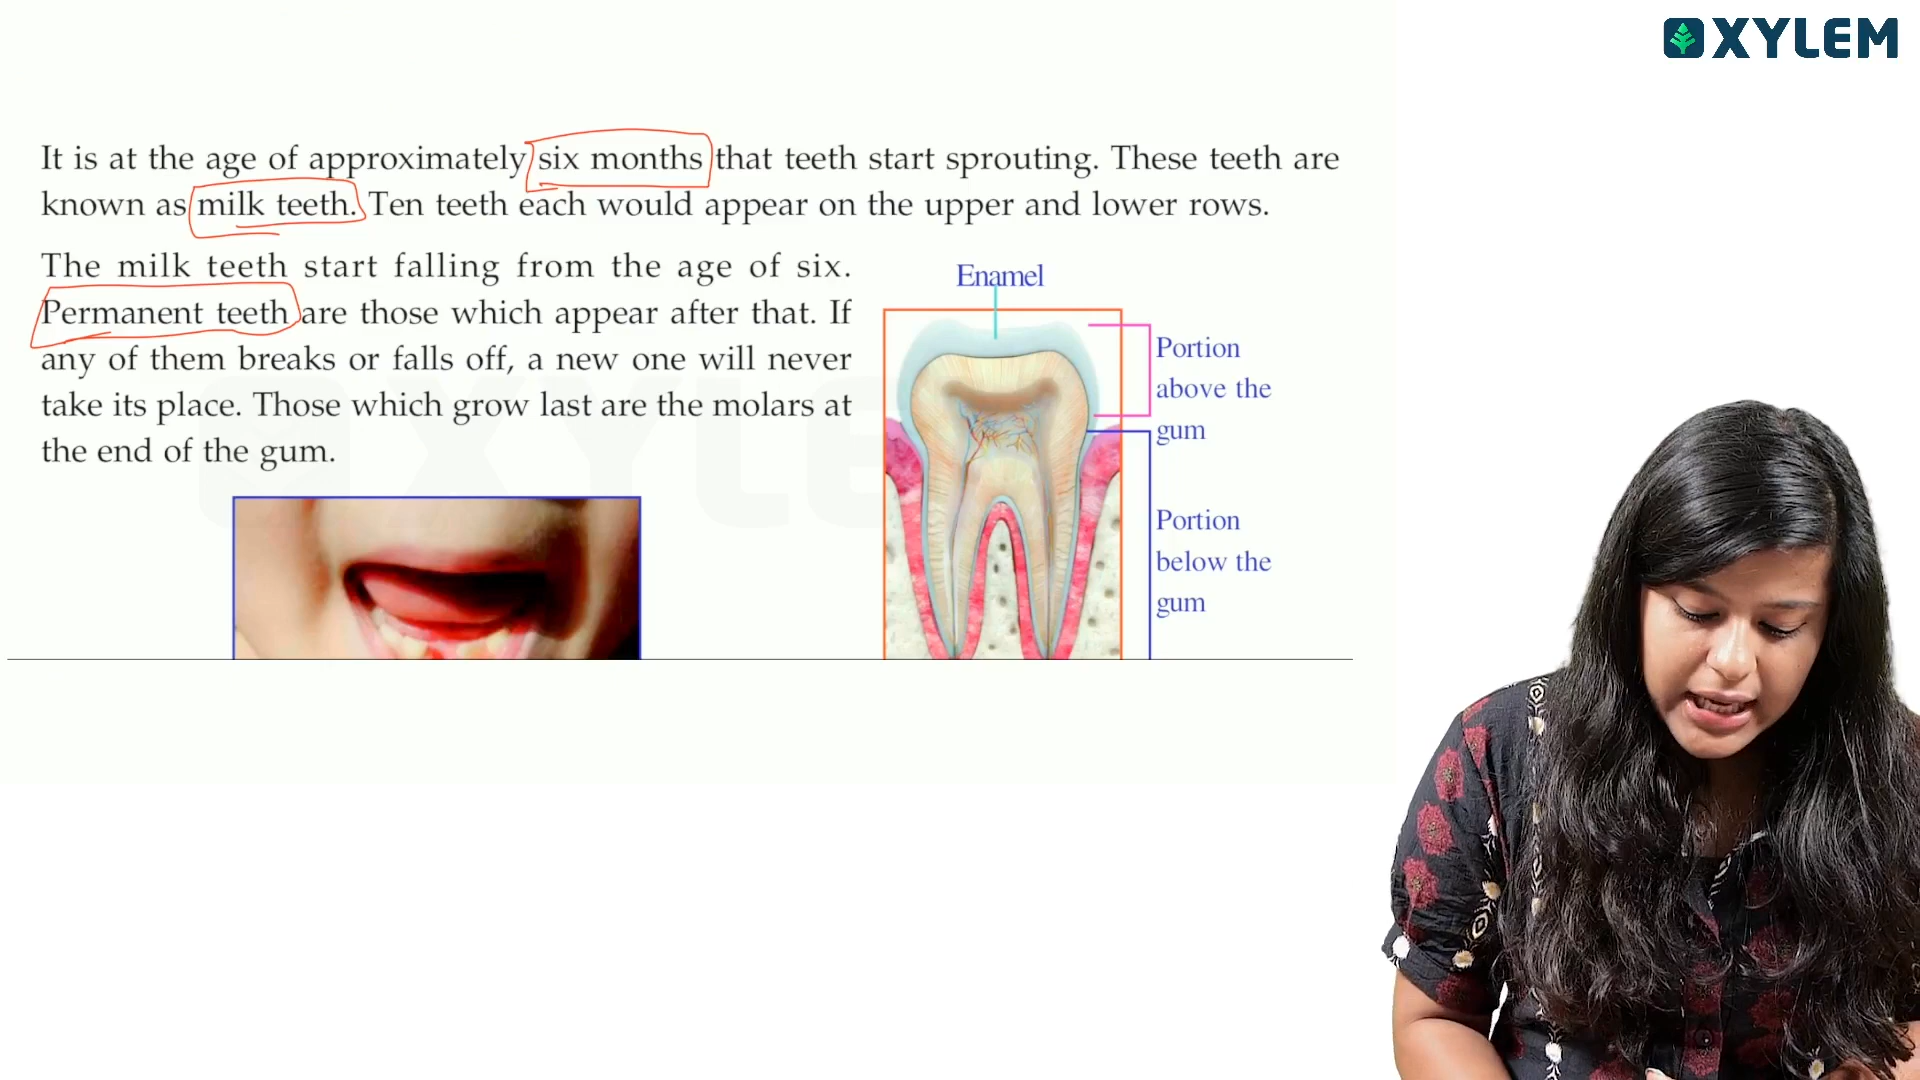 XYLEM
It is at the age of approximately six months that teeth start sprouting. These teeth are
known as milk teeth. Ten teeth each would appear on the upper and lower rows.
The milk teeth start falling from the age of six.
Permanent teeth are those which appear after that. If
any of them breaks or falls off, a new one will never
take its place. Those which grow last are the molars at
the end of the gum.
Enamel
Portion
above the
gum
Portion
below the
gum